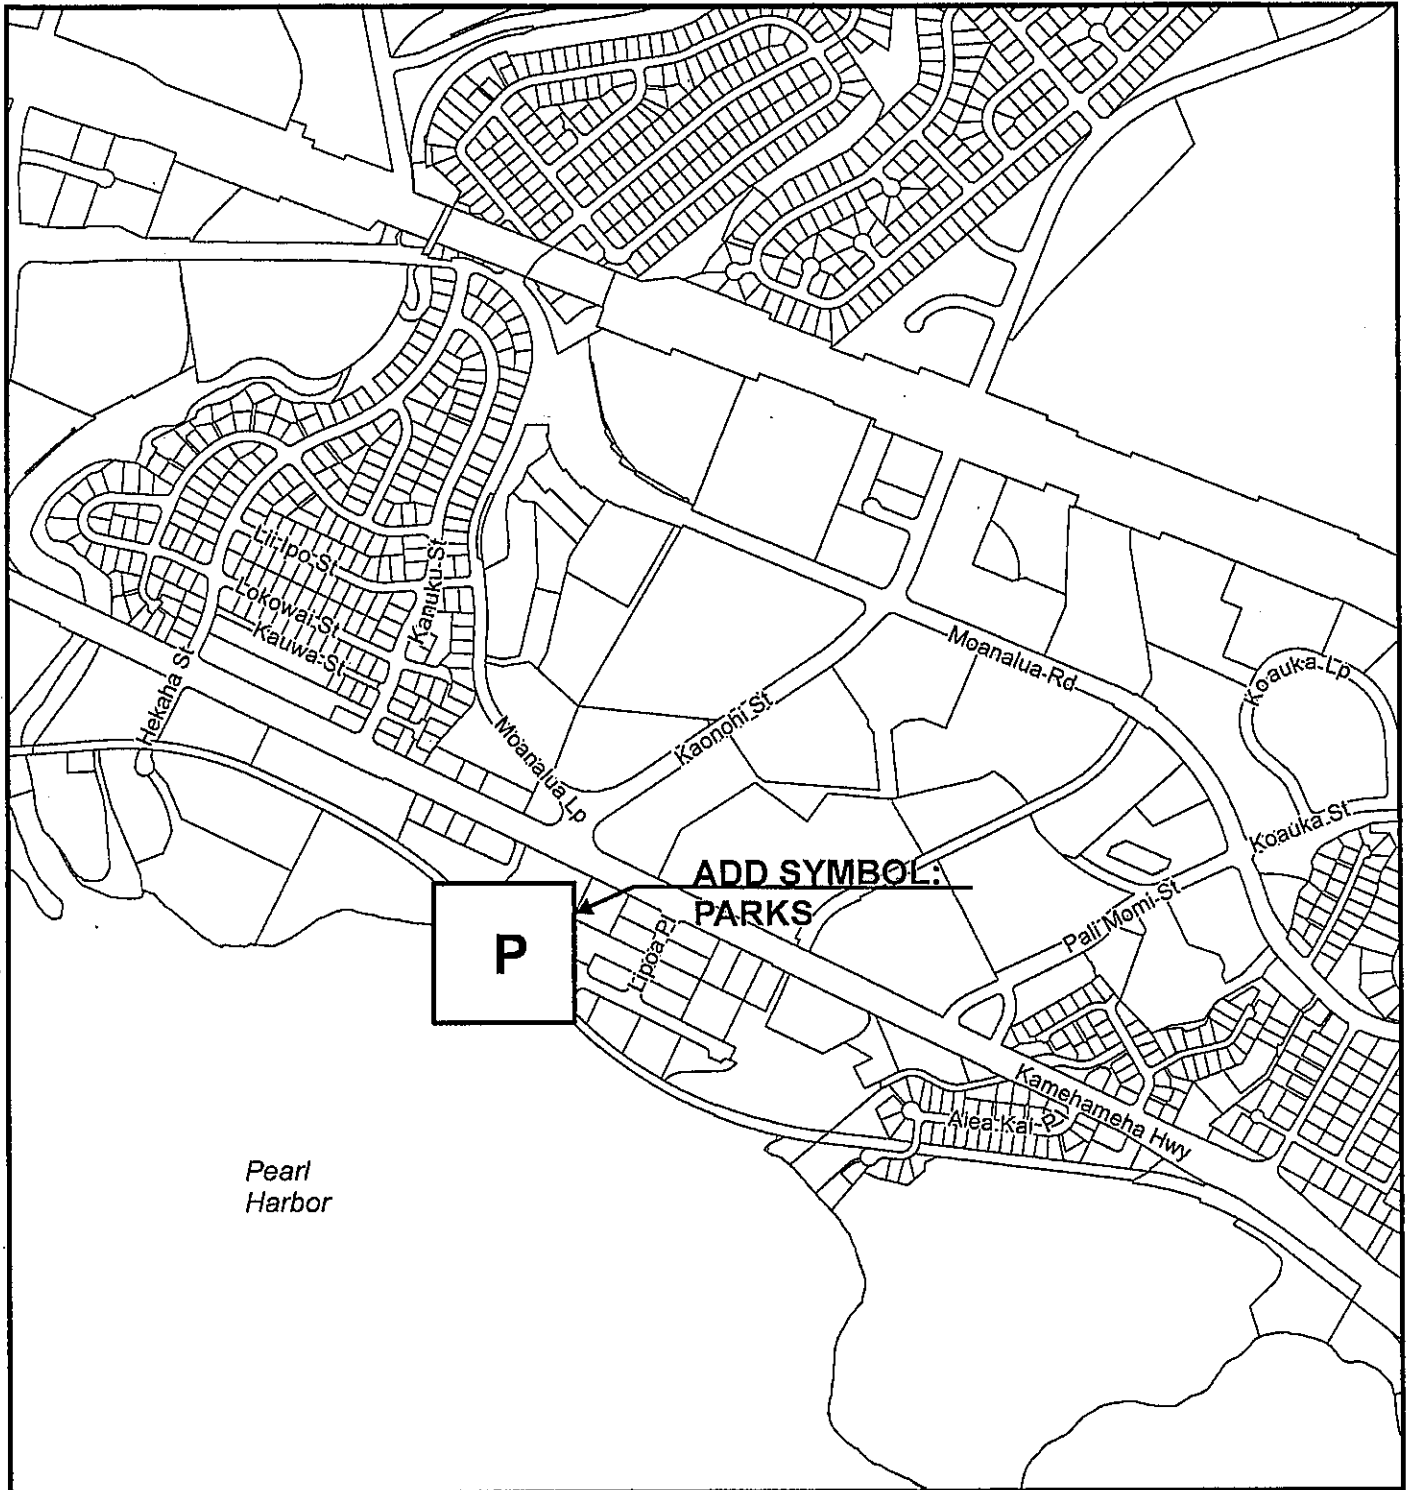 Lii Ipo St
Lokowai St
Kauwa St
Kanuku St
Hekaha St
Moanalua Lp
Kaonohi St
Moanalua Rd
Koauka Lp
Koauka St
ADD SYMBOL:
PARKS
P
Lipoa Pl
Pali Momi St
Kamehameha Hwy
Aiea Kai Pl
Pearl
Harbor